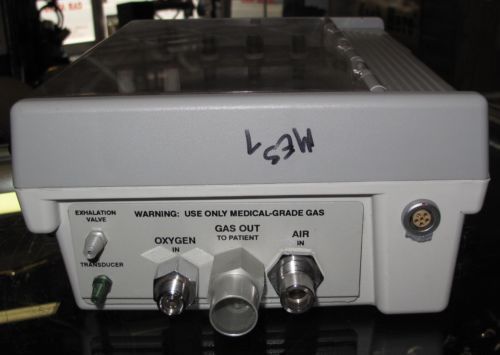 MES1
EXHALATION
VALVE
WARNING: USE ONLY MEDICAL-GRADE GAS
GAS OUT
TO PATIENT
OXYGEN
IN
AIR
IN
TRANSDUCER